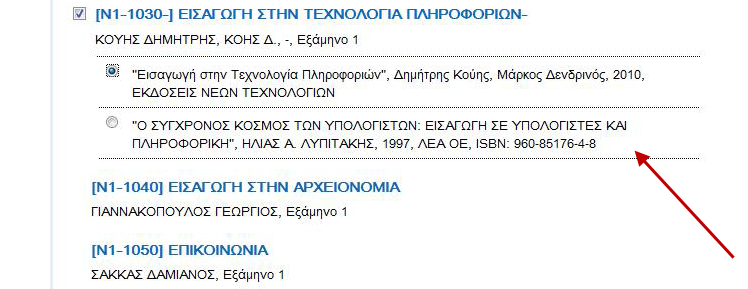 [N1-1030-] ΕΙΣΑΓΩΓΗ ΣΤΗΝ ΤΕΧΝΟΛΟΓΙΑ ΠΛΗΡΟΦΟΡΙΩΝ-
ΚΟΥΗΣ ΔΗΜΗΤΡΗΣ, ΚΟΗΣ Δ., -, Εξάμηνο 1
"Εισαγωγή στην Τεχνολογία Πληροφοριών", Δημήτρης Κούης, Μάρκος Δενδρινός, 2010,
ΕΚΔΟΣΕΙΣ ΝΕΩΝ ΤΕΧΝΟΛΟΓΙΩΝ
"Ο ΣΥΓΧΡΟΝΟΣ ΚΟΣΜΟΣ ΤΩΝ ΥΠΟΛΟΓΙΣΤΩΝ: ΕΙΣΑΓΩΓΗ ΣΕ ΥΠΟΛΟΓΙΣΤΕΣ ΚΑΙ
ΠΛΗΡΟΦΟΡΙΚΗ", ΗΛΙΑΣ Α. ΛΥΠΙΤΑΚΗΣ, 1997, ΛΕΑ ΟΕ, ISBN: 960-85176-4-8
[N1-1040] ΕΙΣΑΓΩΓΗ ΣΤΗΝ ΑΡΧΕΙΟΝΟΜΙΑ
ΓΙΑΝΝΑΚΟΠΟΥΛΟΣ ΓΕΩΡΓΙΟΣ, Εξάμηνο 1
[N1-1050] ΕΠΙΚΟΙΝΩΝΙΑ
ΣΑΚΚΑΣ ΔΑΜΙΑΝΟΣ, Εξάμηνο 1